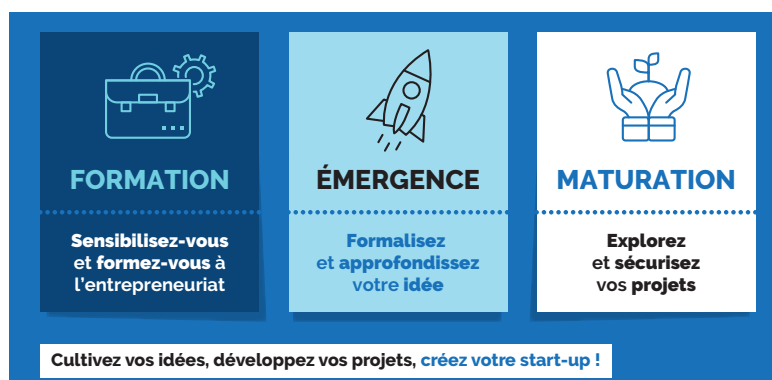 FORMATION
Sensibilisez-vous
et formez-vous à
l'entrepreneuriat
ÉMERGENCE
Formalisez
et approfondissez
votre idée
MATURATION
Explorez
et sécurisez
vos projets
Cultivez vos idées, développez vos projets, créez votre start-up !